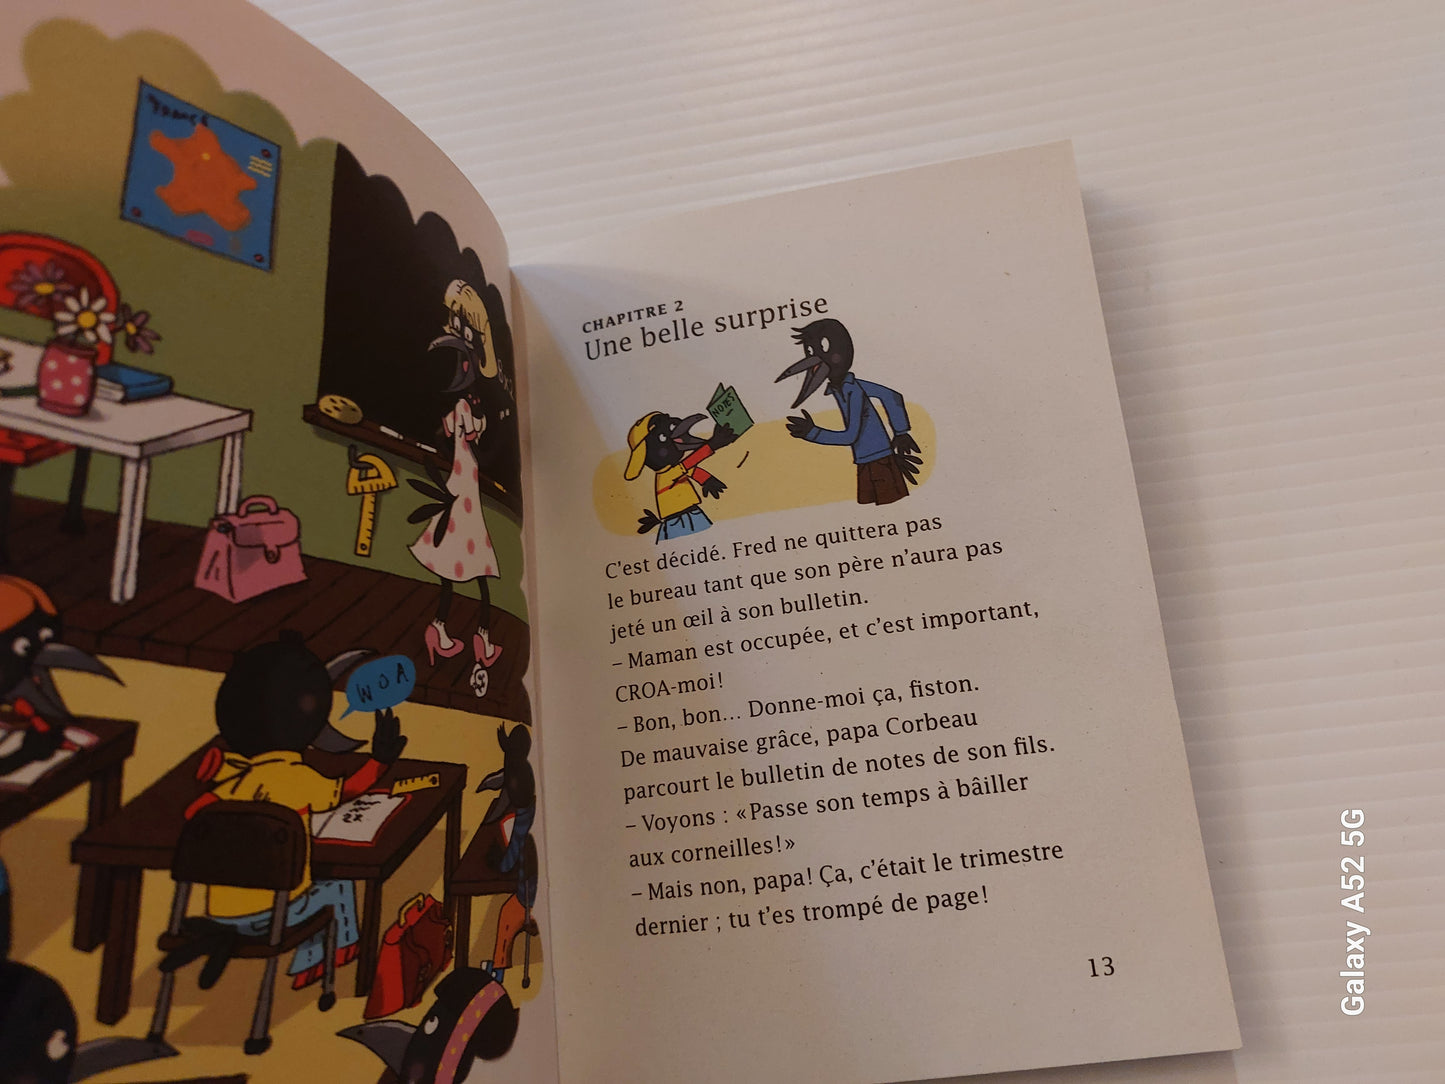 FRANCE
WOA
CHAPITRE 2
Une belle surprise
NOTES
C'est décidé. Fred ne quittera pas
le bureau tant que son père n'aura pas
jeté un œil à son bulletin.
– Maman est occupée, et c'est important,
CROA-moi!
– Bon, bon... Donne-moi ça, fiston.
De mauvaise grâce, papa Corbeau
parcourt le bulletin de notes de son fils.
– Voyons : «Passe son temps à bâiller
aux corneilles!»
– Mais non, papa! Ça, c'était le trimestre
dernier ; tu t'es trompé de page!
13
Galaxy A52 5G